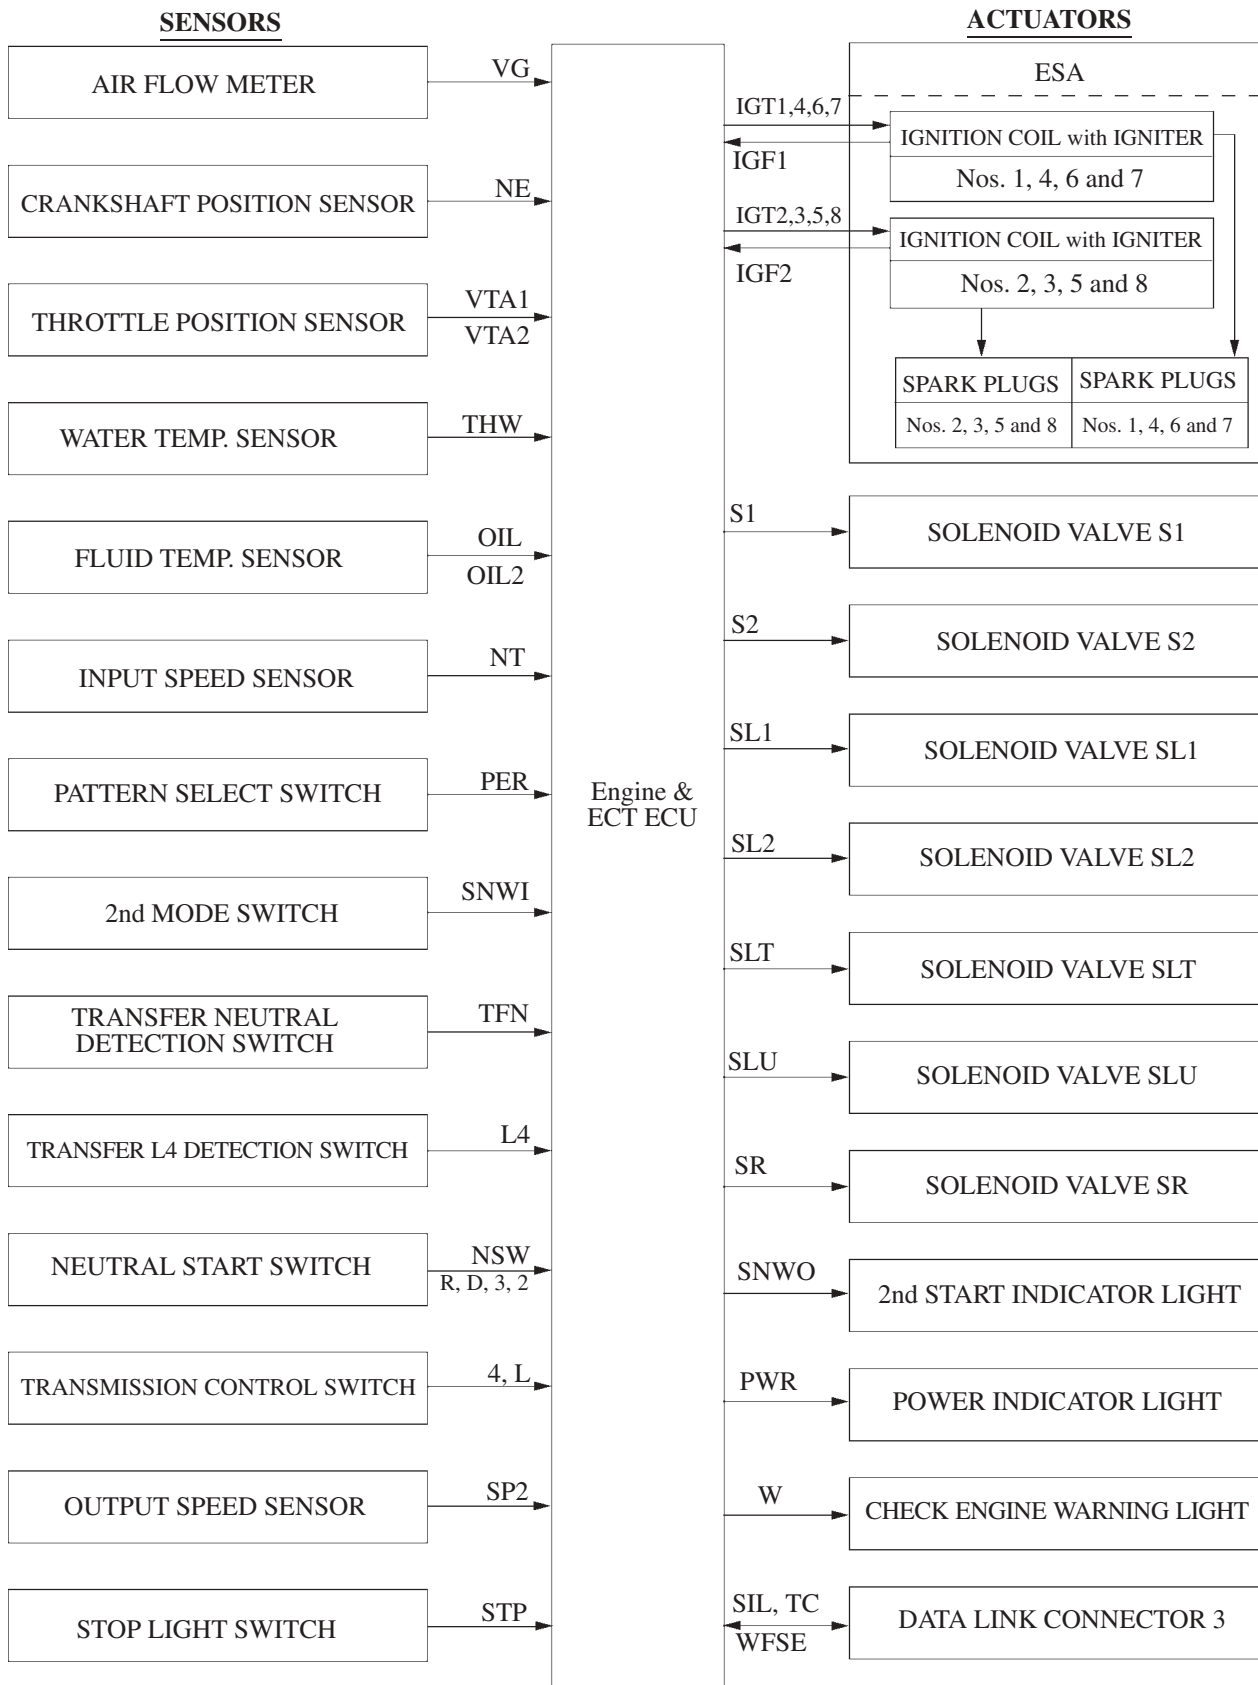 SENSORS
AIR FLOW METER
VG
CRANKSHAFT POSITION SENSOR
NE
THROTTLE POSITION SENSOR
VTA1
VTA2
WATER TEMP. SENSOR
THW
FLUID TEMP. SENSOR
OIL
OIL2
INPUT SPEED SENSOR
NT
PATTERN SELECT SWITCH
PER
2nd MODE SWITCH
SNWI
TRANSFER NEUTRAL
DETECTION SWITCH
TFN
TRANSFER L4 DETECTION SWITCH
L4
NEUTRAL START SWITCH
NSW
R, D, 3, 2
TRANSMISSION CONTROL SWITCH
4, L
OUTPUT SPEED SENSOR
SP2
STOP LIGHT SWITCH
STP
Engine &
ECT ECU
ACTUATORS
ESA
IGT1,4,6,7
IGF1
IGNITION COIL with IGNITER
Nos. 1, 4, 6 and 7
IGT2,3,5,8
IGF2
IGNITION COIL with IGNITER
Nos. 2, 3, 5 and 8
SPARK PLUGS
Nos. 2, 3, 5 and 8
SPARK PLUGS
Nos. 1, 4, 6 and 7
S1
SOLENOID VALVE S1
S2
SOLENOID VALVE S2
SL1
SOLENOID VALVE SL1
SL2
SOLENOID VALVE SL2
SLT
SOLENOID VALVE SLT
SLU
SOLENOID VALVE SLU
SR
SOLENOID VALVE SR
SNWO
2nd START INDICATOR LIGHT
PWR
POWER INDICATOR LIGHT
W
CHECK ENGINE WARNING LIGHT
SIL, TC
WFSE
DATA LINK CONNECTOR 3